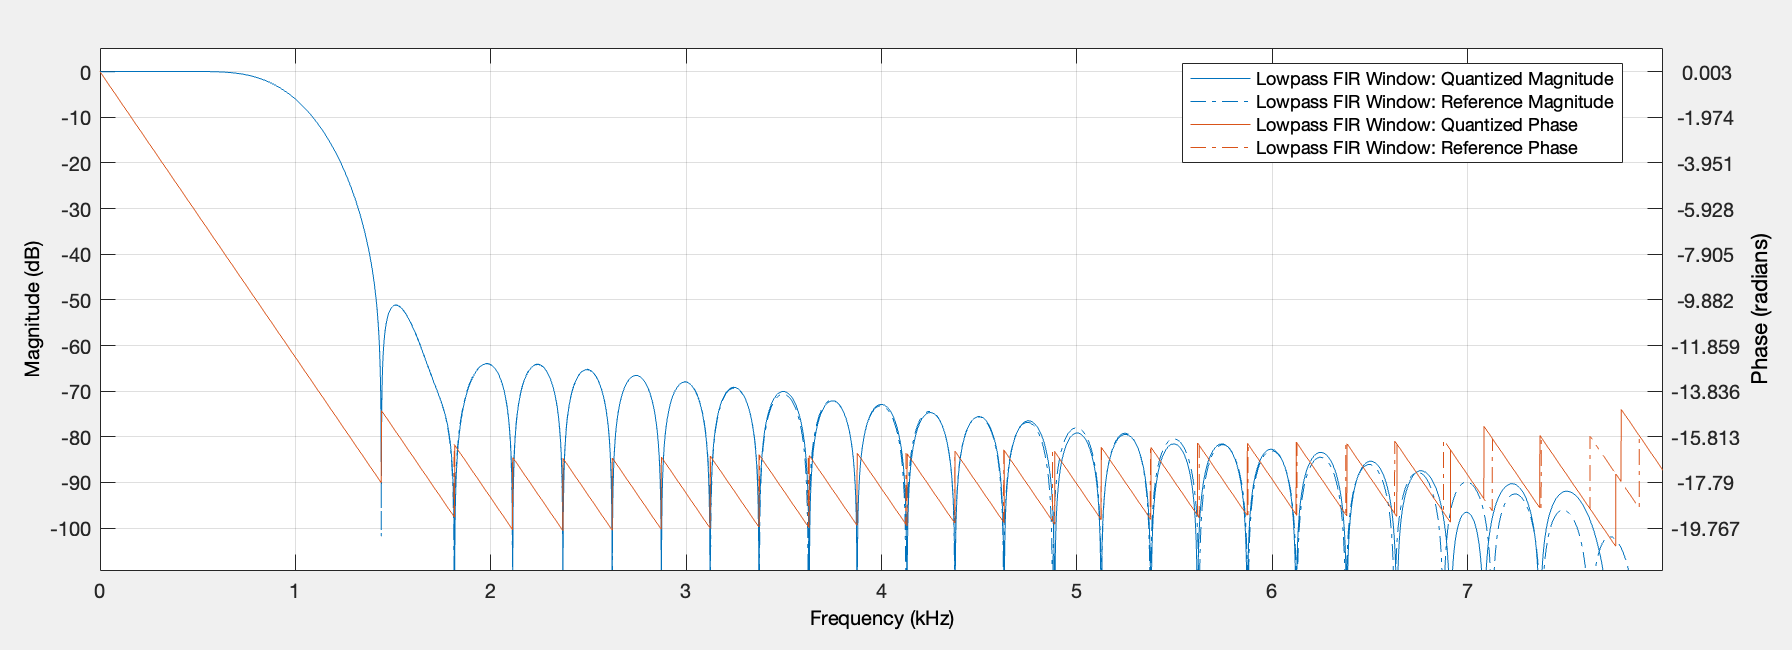 Lowpass FIR Window: Quantized Magnitude
Lowpass FIR Window: Reference Magnitude
Lowpass FIR Window: Quantized Phase
Lowpass FIR Window: Reference Phase
Magnitude (dB)
0
-10
-20
-30
-40
-50
-60
-70
-80
-90
-100
0.003
-1.974
-3.951
-5.928
-7.905
-9.882
-11.859
-13.836
-15.813
-17.79
-19.767
Phase (radians)
0 1 2 3 4 5 6 7
Frequency (kHz)